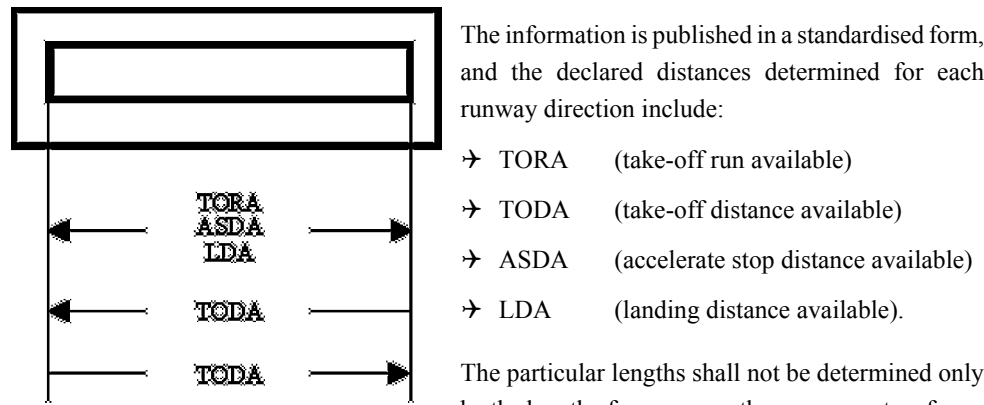 TORA
ASDA
LDA
TODA
TODA
The information is published in a standardised form,
and the declared distances determined for each
runway direction include:
✈ TORA (take-off run available)
✈ TODA (take-off distance available)
✈ ASDA (accelerate stop distance available)
✈ LDA (landing distance available).
The particular lengths shall not be determined only